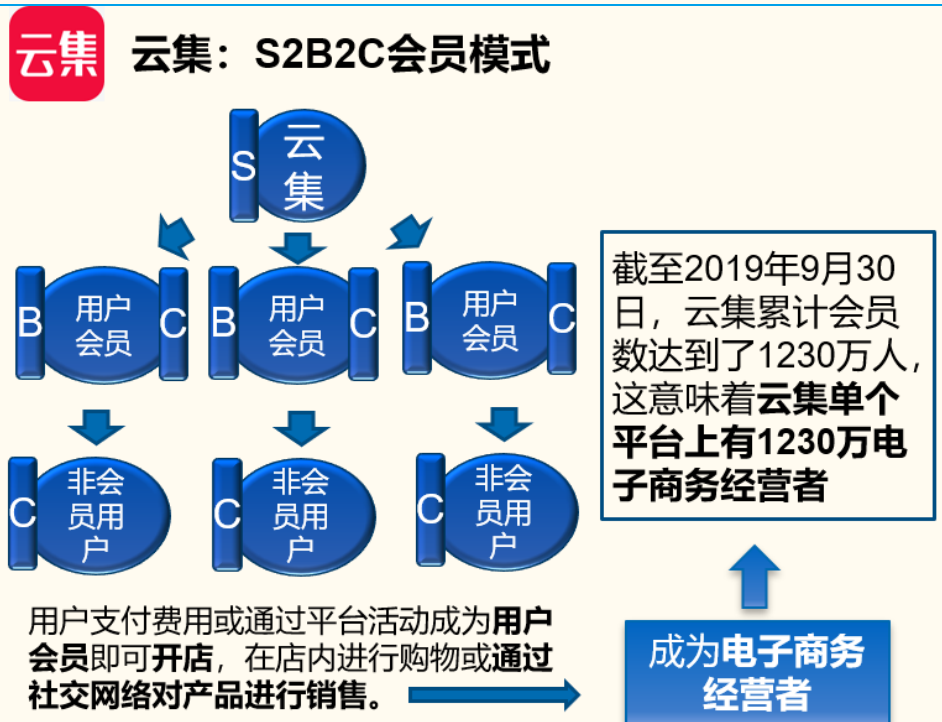 云集
云集：S2B2C会员模式
S
云
集
B
用户
会员
C
B
用户
会员
C
B
用户
会员
C
C
非会
员用
户
C
非会
员用
户
C
非会
员用
户
截至2019年9月30
日，云集累计会员
数达到了1230万人，
这意味着云集单个
平台上有1230万电
子商务经营者
用户支付费用或通过平台活动成为用户
会员即可开店，在店内进行购物或通过
社交网络对产品进行销售。
成为电子商务
经营者